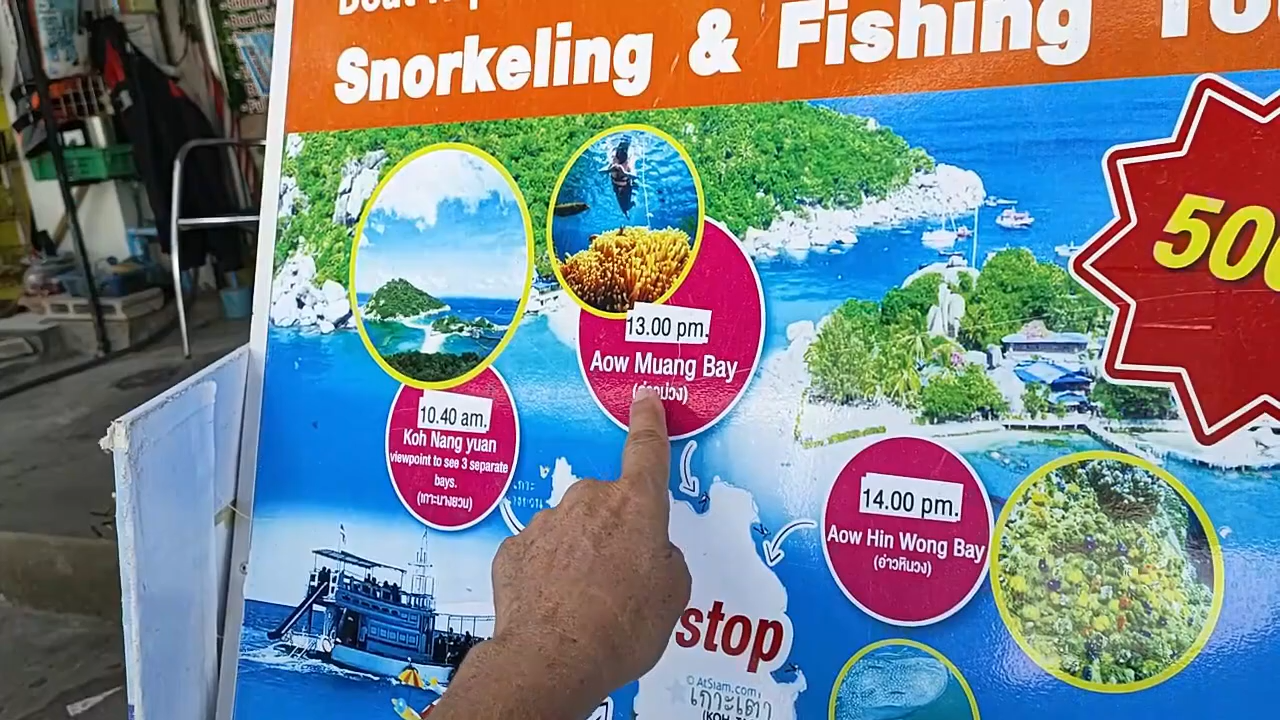 Snorkeling & Fishing
500
13.00 pm.
Aow Muang Bay
10.40 am.
Koh Nang yuan
viewpoint to see 3 separate
bays.
(เกาะนางยวน)
14.00 pm.
Aow Hin Wong Bay
(อ่าวหินวง)
stop
© AtSiam.com
เกาะเต่า